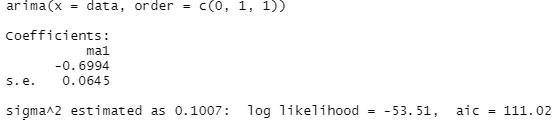 arima(x = data, order = c(0, 1, 1))
Coefficients:
ma1
-0.6994
s.e. 0.0645
sigma^2 estimated as 0.1007: log likelihood = -53.51, aic = 111.02